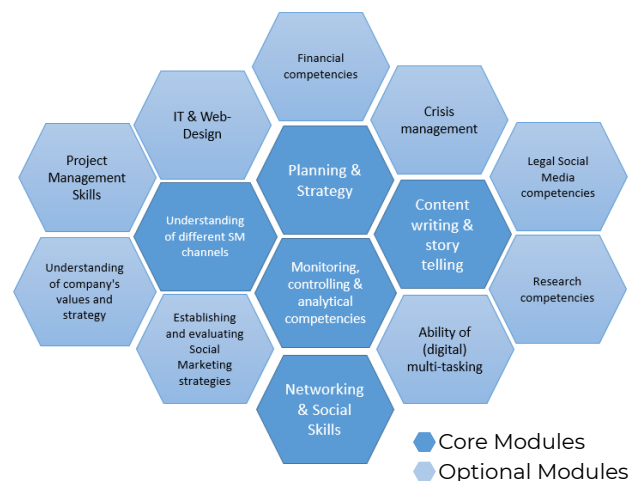 Financial
competencies
IT & Web-
Design
Crisis
management
Project
Management
Skills
Planning &
Strategy
Legal Social
Media
competencies
Understanding
of different SM
channels
Content
writing &
story
telling
Understanding
of company's
values and
strategy
Monitoring,
controlling &
analytical
competencies
Research
competencies
Establishing
and evaluating
Social
Marketing
strategies
Ability of
(digital)
multi-tasking
Networking
& Social
Skills
Core Modules
Optional Modules